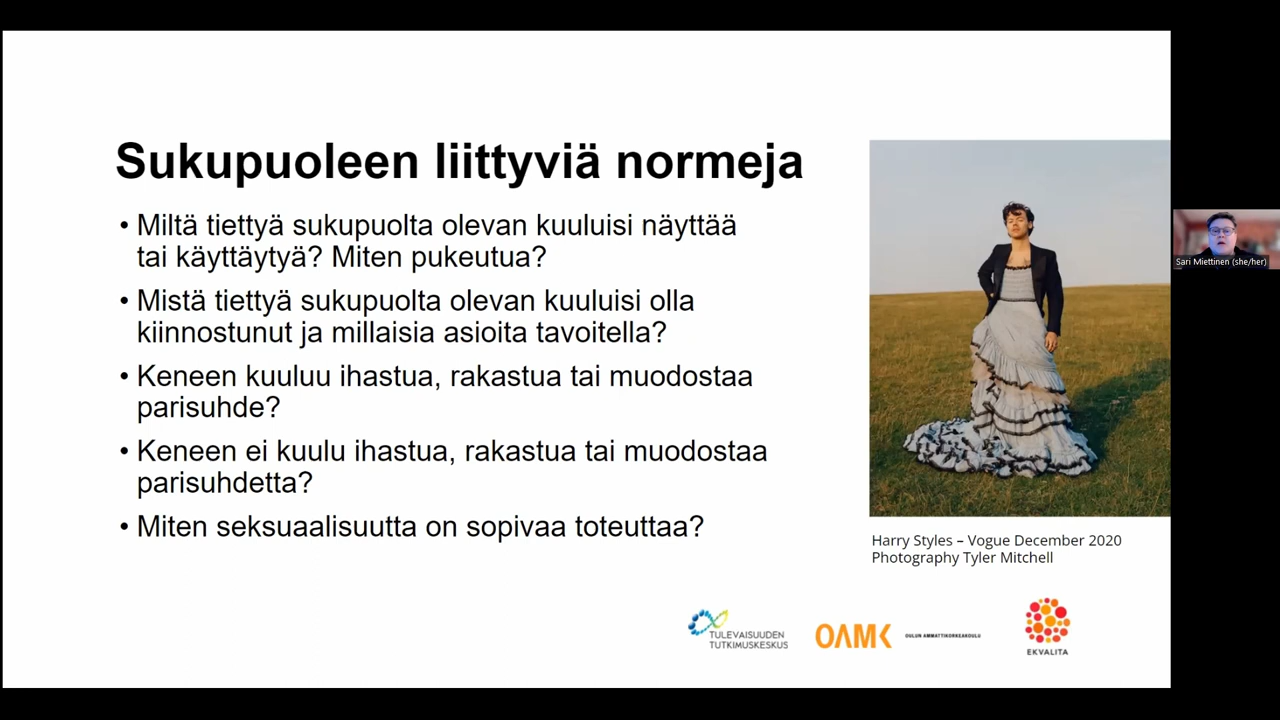 Sukupuoleen liittyviä normeja
• Miltä tiettyä sukupuolta olevan kuuluisi näyttää
tai käyttäytyä? Miten pukeutua?
• Mistä tiettyä sukupuolta olevan kuuluisi olla
kiinnostunut ja millaisia asioita tavoitella?
• Keneen kuuluu ihastua, rakastua tai muodostaa
parisuhde?
• Keneen ei kuulu ihastua, rakastua tai muodostaa
parisuhdetta?
• Miten seksuaalisuutta on sopivaa toteuttaa?
Harry Styles – Vogue December 2020
Photography Tyler Mitchell
TULEVAISUUDEN
TUTKIMUSKESKUS
OAMK
OULUN AMMATTIKORKEAKOULU
EKVALITA
Sari Miettinen (she/her)